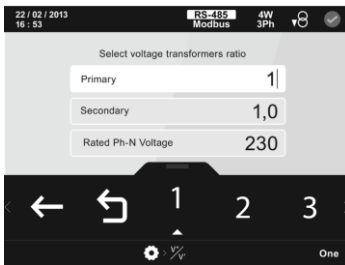 22 / 02 / 2013 RS-485 4W
16 : 53 Modbus 3Ph
Select voltage transformers ratio
Primary 1
Secondary 1,0
Rated Ph-N Voltage 230
1 2 3
V'/V' One